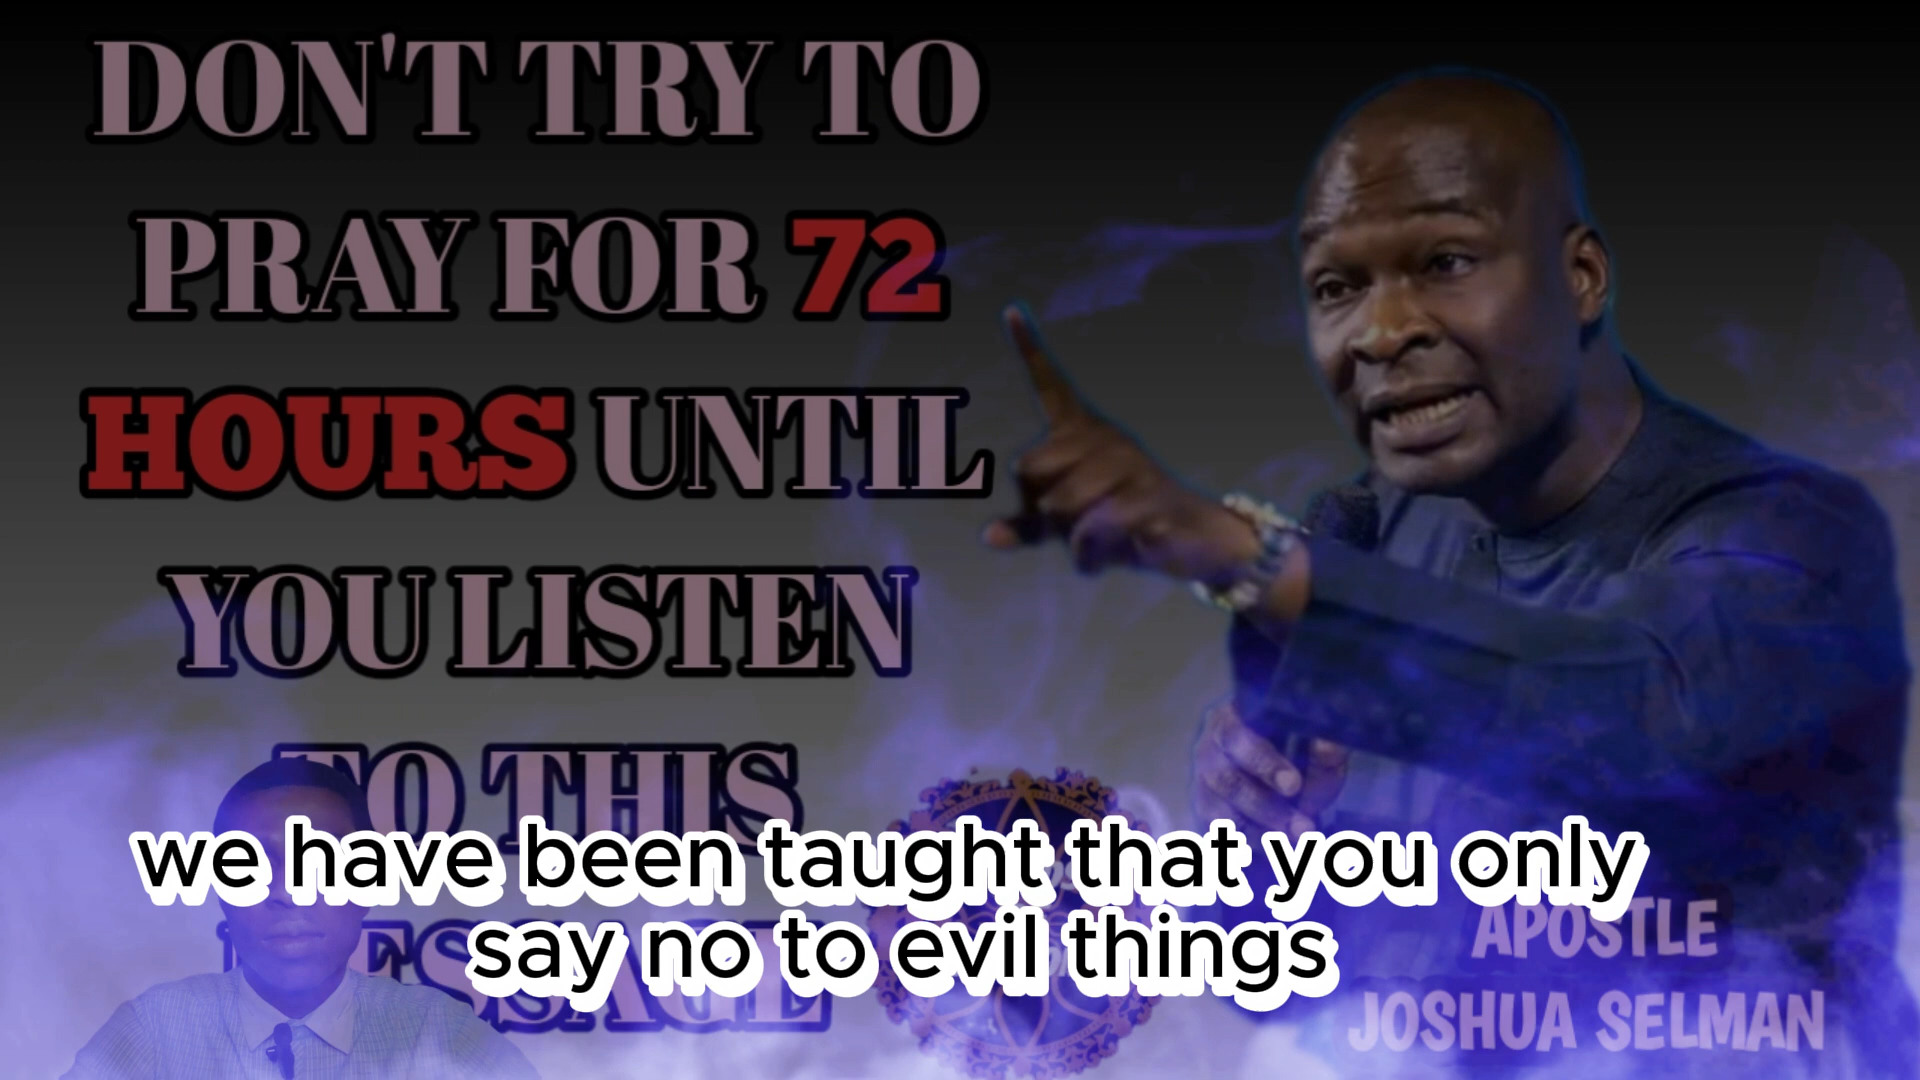 DON'T TRY TO
PRAY FOR 72
HOURS UNTIL
YOU LISTEN
TO THIS
MESSAGE
we have been taught that you only
say no to evil things
APOSTLE
JOSHUA SELMAN